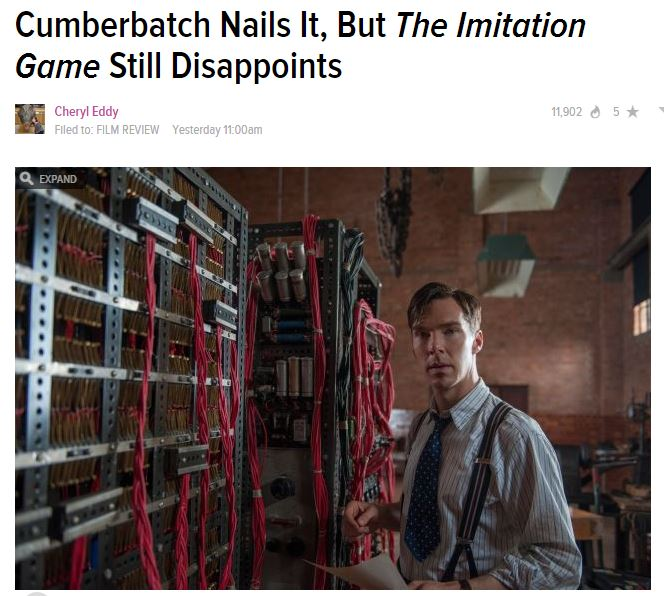 Cumberbatch Nails It, But The Imitation
Game Still Disappoints
Cheryl Eddy
11,902 5
Filed to: FILM REVIEW Yesterday 11:00am
EXPAND